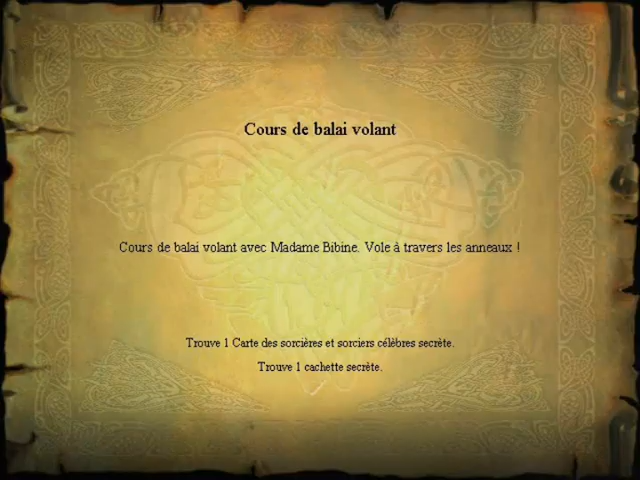 Cours de balai volant
Cours de balai volant avec Madame Bibine. Vole à travers les anneaux !
Trouve 1 Carte des sorcières et sorciers célèbres secrète.
Trouve 1 cachette secrète.